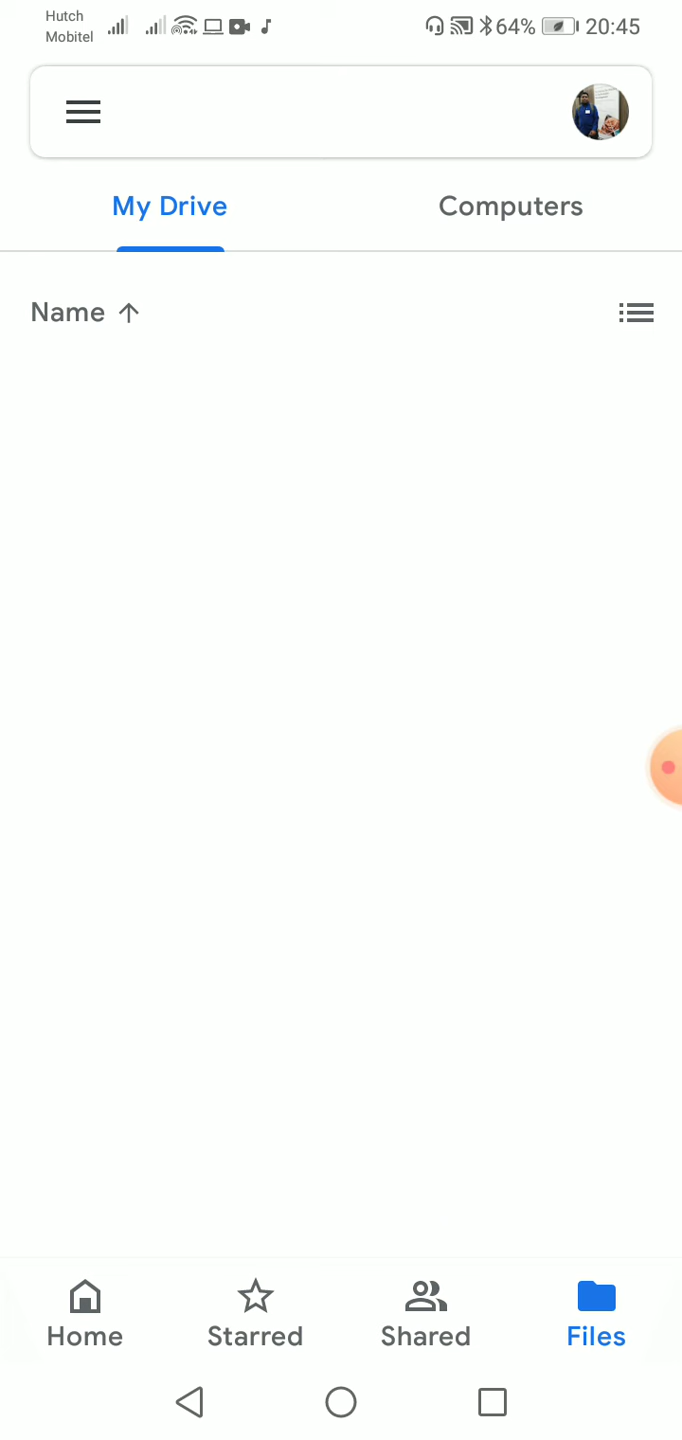 Hutch
Mobitel
64%
20:45
My Drive
Computers
Name
Home
Starred
Shared
Files